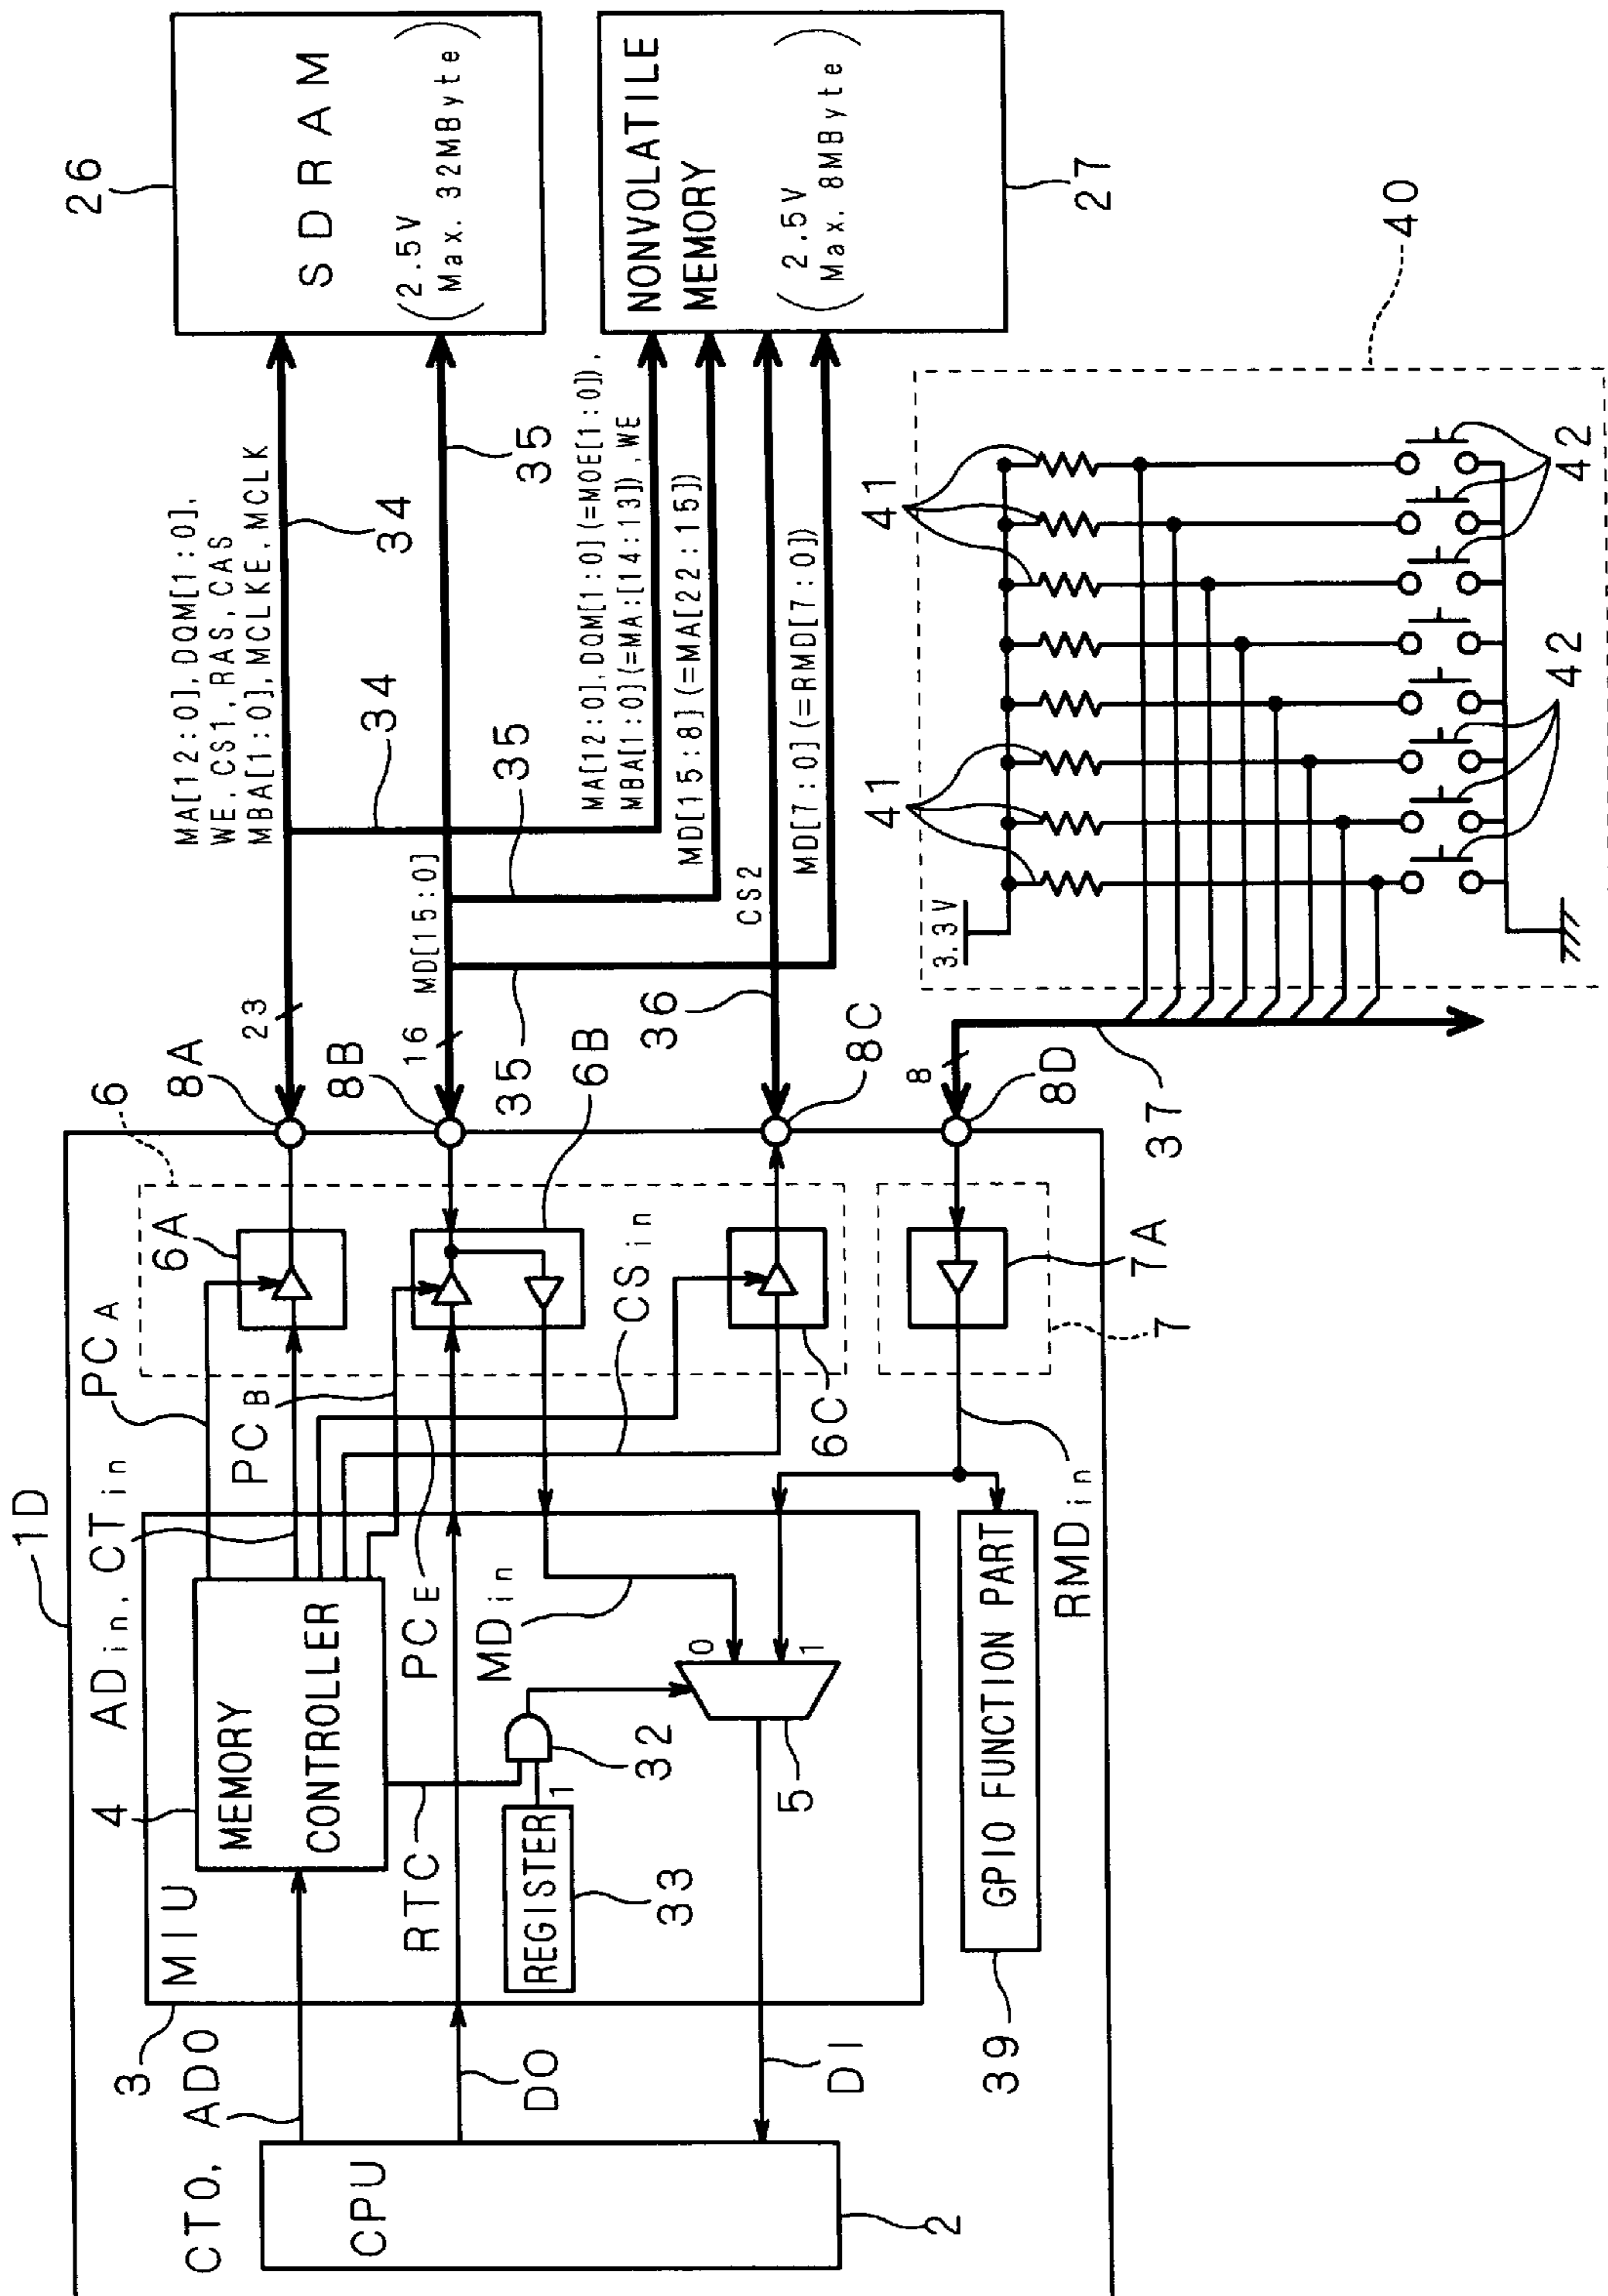 26
SDRAM
(2.5V
Max. 32MByte)
NONVOLATILE
MEMORY
(2.5V
Max. 8MByte)
27
MA[12:0],DQM[1:0],
WE,CS1,RAS,CAS
MBA[1:0],MCLKE,MCLK
34
35
34
MA[12:0],DQM[1:0](=MOE[1:0]),
MBA[1:0](=MA:[14:13]),WE
35
MD[15:8](=MA[22:15])
MD[15:0]
CS2
MD[7:0](=RMD[7:0])
23
16
35
36
8
37
40
41
41
42
42
3.3V
8A
8B
8C
8D
6
6A
6B
6C
7A
7
1D
PCA
ADin, CTin
PCB
PCE
CSin
MDin
RMDin
4
MEMORY
CONTROLLER
MIU
3
RTC
REGISTER
1
33
32
0
1
5
GPIO FUNCTION PART
39
CTO, ADO
DO
DI
CPU
2